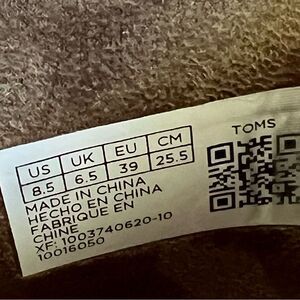 TOMS
US UK EU CM
8.5 6.5 39 25.5
MADE IN CHINA
HECHO EN CHINA
FABRIQUE EN
CHINE
XF: 1003740620-10
10016050